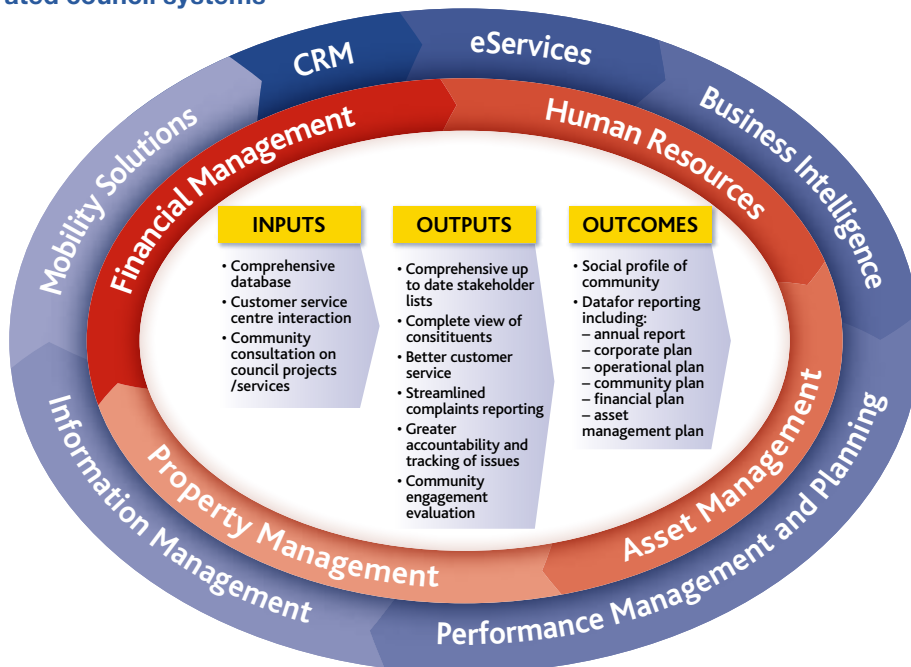 ated council systems
CRM
eServices
Business Intelligence
Performance Management and Planning
Information Management
Mobility Solutions
Financial Management
Human Resources
Asset Management
Property Management
INPUTS
• Comprehensive
database
• Customer service
centre interaction
• Community
consultation on
council projects
/services
OUTPUTS
• Comprehensive up
to date stakeholder
lists
• Complete view of
consitituents
• Better customer
service
• Streamlined
complaints reporting
• Greater
accountability and
tracking of issues
• Community
engagement
evaluation
OUTCOMES
• Social profile of
community
• Datafor reporting
including:
– annual report
– corporate plan
– operational plan
– community plan
– financial plan
– asset
management plan